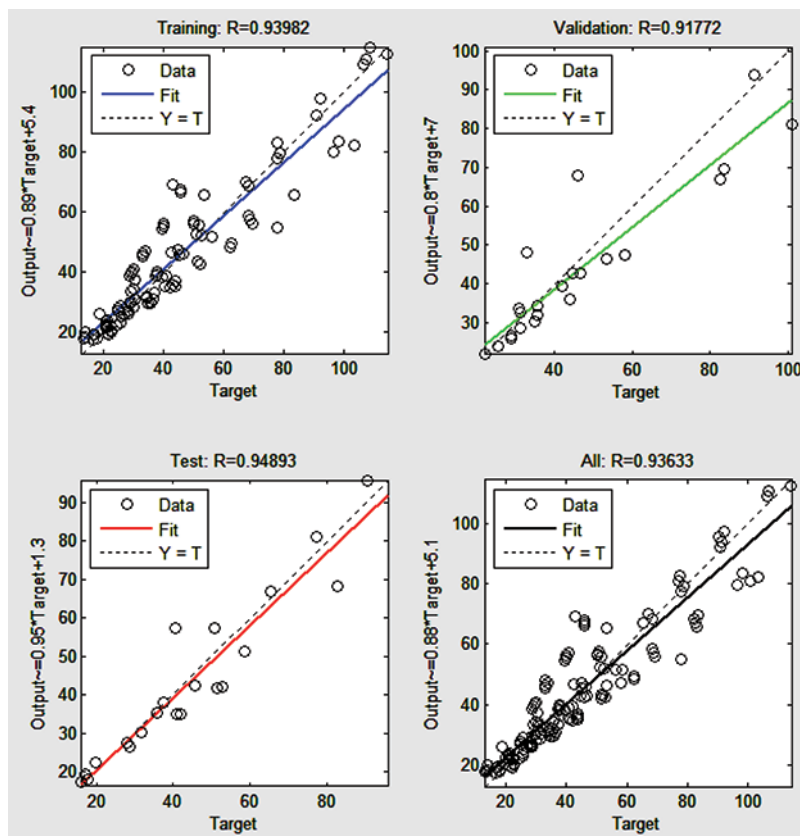 Training: R=0.93982
Data
Fit
Y = T
100
80
60
40
20
20 40 60 80 100
Target
Output~=0.89*Target+5.4
Validation: R=0.91772
Data
Fit
Y = T
100
90
80
70
60
50
40
30
40 60 80 100
Target
Output~=0.8*Target+7
Test: R=0.94893
Data
Fit
Y = T
90
80
70
60
50
40
30
20
20 40 60 80
Target
Output~=0.95*Target+1.3
All: R=0.93633
Data
Fit
Y = T
100
80
60
40
20
20 40 60 80 100
Target
Output~=0.88*Target+5.1